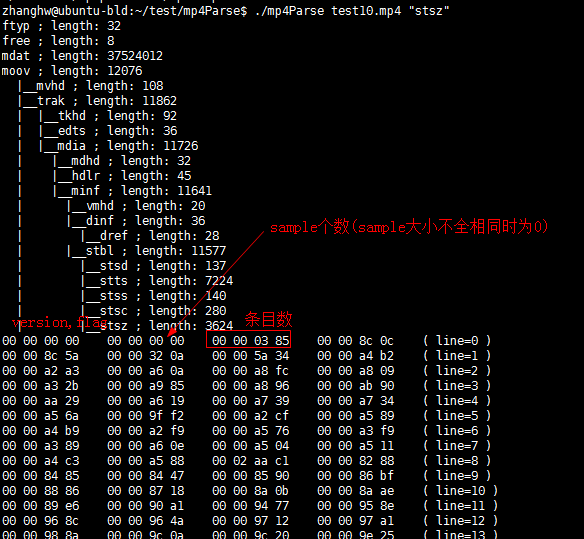 zhanghw@ubuntu-bld:~/test/mp4Parse$ ./mp4Parse test10.mp4 "stsz"
ftyp ; length: 32
free ; length: 8
mdat ; length: 37524012
moov ; length: 12076
|__mvhd ; length: 108
|__trak ; length: 11862
| |__tkhd ; length: 92
| |__edts ; length: 36
| |__mdia ; length: 11726
| |__mdhd ; length: 32
| |__hdlr ; length: 45
| |__minf ; length: 11641
| |__vmhd ; length: 20
| |__dinf ; length: 36
| |__dref ; length: 28
| |__stbl ; length: 11577
sample个数(sample大小不全相同时为0)
| |__stsd ; length: 137
| |__stts ; length: 7224
| |__stss ; length: 140
| |__stsc ; length: 280
version,flag 条目数
| |__stsz ; length: 3624
00 00 00 00 00 00 00 00 00 00 03 85 00 00 8c 0c ( line=0 )
00 00 8c 5a 00 00 32 0a 00 00 5a 34 00 00 a4 b2 ( line=1 )
00 00 a2 a3 00 00 a6 0a 00 00 a8 fc 00 00 a8 09 ( line=2 )
00 00 a3 2b 00 00 a9 85 00 00 a8 96 00 00 ab 90 ( line=3 )
00 00 aa 29 00 00 a6 19 00 00 a7 39 00 00 a7 34 ( line=4 )
00 00 a5 6a 00 00 9f f2 00 00 a2 cf 00 00 a5 89 ( line=5 )
00 00 a4 b9 00 00 a2 f9 00 00 a5 76 00 00 a3 f9 ( line=6 )
00 00 a3 89 00 00 a6 0e 00 00 a5 04 00 00 a5 11 ( line=7 )
00 00 a4 c3 00 00 a5 88 00 02 aa c1 00 00 82 88 ( line=8 )
00 00 84 85 00 00 84 47 00 00 85 90 00 00 86 bf ( line=9 )
00 00 88 86 00 00 87 18 00 00 8a 0b 00 00 8a ae ( line=10 )
00 00 89 e6 00 00 90 a1 00 00 94 77 00 00 95 8e ( line=11 )
00 00 96 8c 00 00 96 4a 00 00 97 12 00 00 97 a1 ( line=12 )
00 00 98 8a 00 00 9c 0a 00 00 9c 20 00 00 9e 25 ( line=13 )